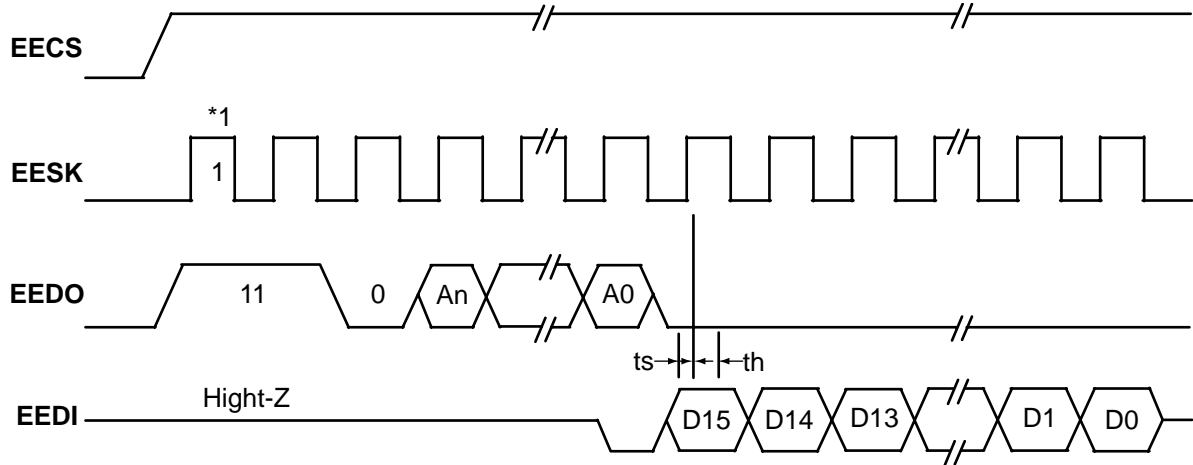 EECS
*1
EESK 1
EEDO 11 0 An A0
ts th
Hight-Z
EEDI D15 D14 D13 D1 D0